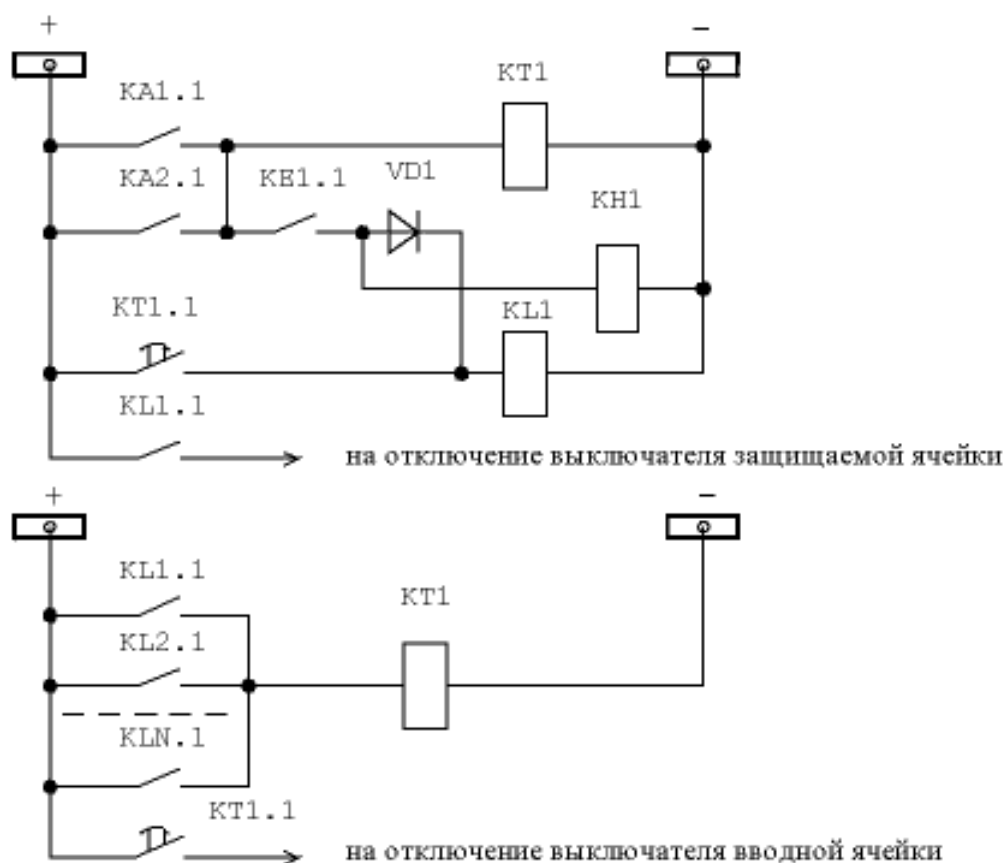 + −
KT1
KA1.1
KA2.1 KE1.1 VD1
KH1
KT1.1 KL1
KL1.1
на отключение выключателя защищаемой ячейки
+ −
KL1.1
KT1
KL2.1
KLN.1
KT1.1
на отключение выключателя вводной ячейки